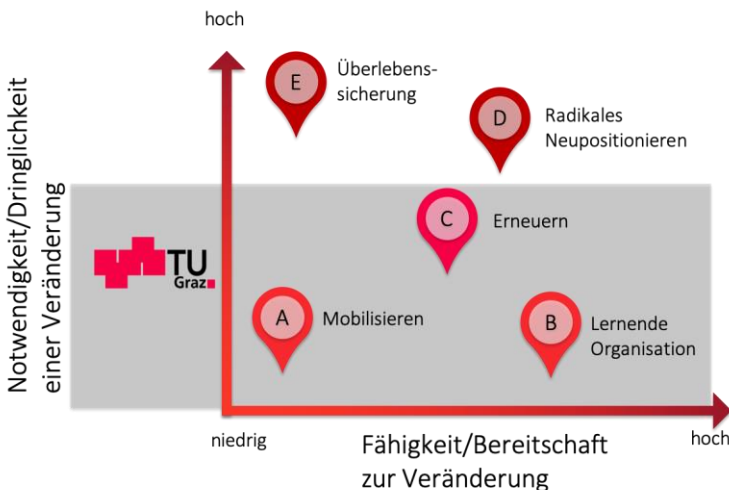 hoch
Notwendigkeit/Dringlichkeit
einer Veränderung
E
Überlebens-
sicherung
D
Radikales
Neupositionieren
C
Erneuern
TU
Graz
A
Mobilisieren
B
Lernende
Organisation
niedrig
Fähigkeit/Bereitschaft
zur Veränderung
hoch